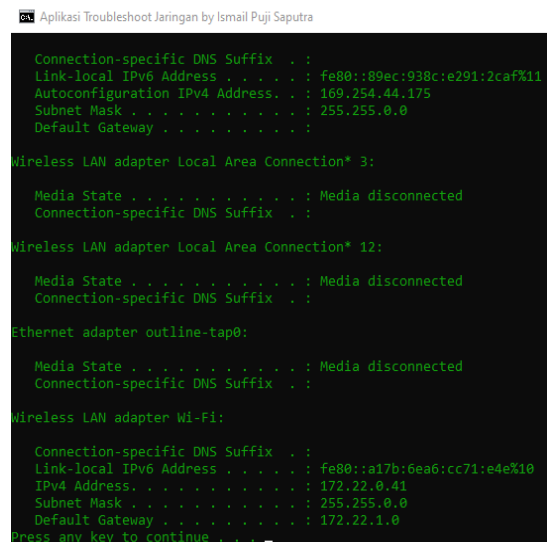 Aplikasi Troubleshoot Jaringan by Ismail Puji Saputra
Connection-specific DNS Suffix  . :
Link-local IPv6 Address . . . . . : fe80::89ec:938c:e291:2caf%11
Autoconfiguration IPv4 Address. . : 169.254.44.175
Subnet Mask . . . . . . . . . . . : 255.255.0.0
Default Gateway . . . . . . . . . :
Wireless LAN adapter Local Area Connection* 3:
Media State . . . . . . . . . . . : Media disconnected
Connection-specific DNS Suffix  . :
Wireless LAN adapter Local Area Connection* 12:
Media State . . . . . . . . . . . : Media disconnected
Connection-specific DNS Suffix  . :
Ethernet adapter outline-tap0:
Media State . . . . . . . . . . . : Media disconnected
Connection-specific DNS Suffix  . :
Wireless LAN adapter Wi-Fi:
Connection-specific DNS Suffix  . :
Link-local IPv6 Address . . . . . : fe80::a17b:6ea6:cc71:e4e%10
IPv4 Address. . . . . . . . . . . : 172.22.0.41
Subnet Mask . . . . . . . . . . . : 255.255.0.0
Default Gateway . . . . . . . . . : 172.22.1.0
Press any key to continue . . . _